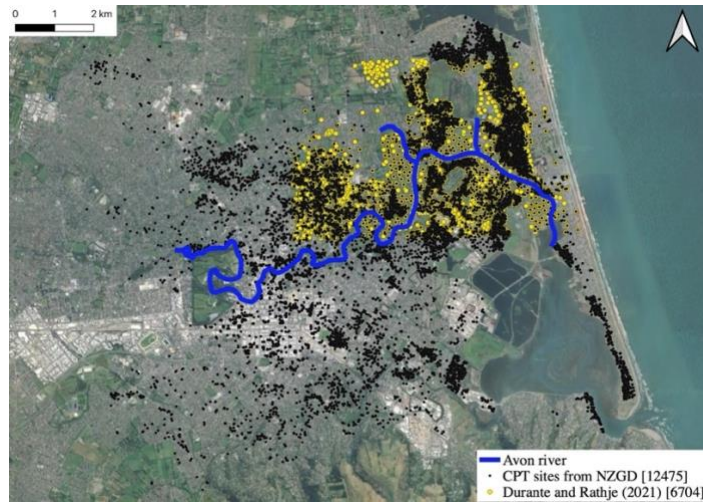 0 1 2 km
Avon river
CPT sites from NZGD [12475]
Durante and Rathje (2021) [6704]